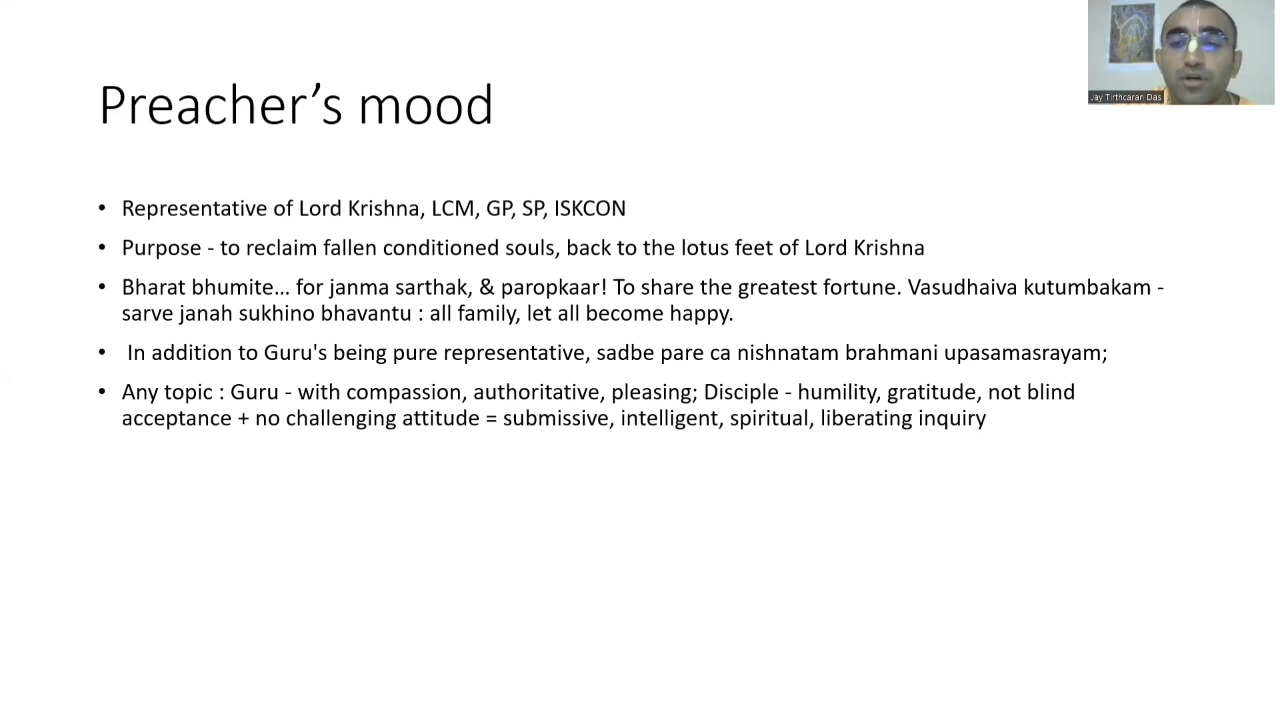 Preacher’s mood
Jay Tirthcaran Das
• Representative of Lord Krishna, LCM, GP, SP, ISKCON
• Purpose - to reclaim fallen conditioned souls, back to the lotus feet of Lord Krishna
• Bharat bhumite... for janma sarthak, & paropkaar! To share the greatest fortune. Vasudhaiva kutumbakam -
sarve janah sukhino bhavantu : all family, let all become happy.
• In addition to Guru's being pure representative, sadbe pare ca nishnatam brahmani upasamasrayam;
• Any topic : Guru - with compassion, authoritative, pleasing; Disciple - humility, gratitude, not blind
acceptance + no challenging attitude = submissive, intelligent, spiritual, liberating inquiry